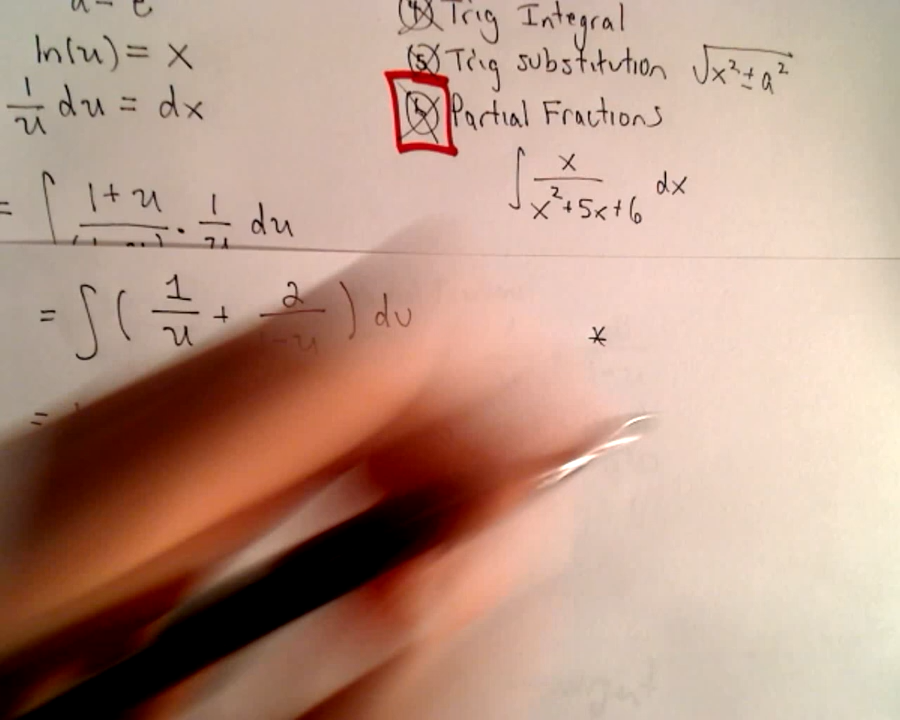 ln(u) = x
1/u du = dx
= ∫ 1+u/ · 1/u du
= ∫ ( 1/u + 2/-u ) du
=
(4) Trig Integral
(5) Trig substitution √x²±a²
Partial Fractions
∫ x/x²+5x+6 dx
*